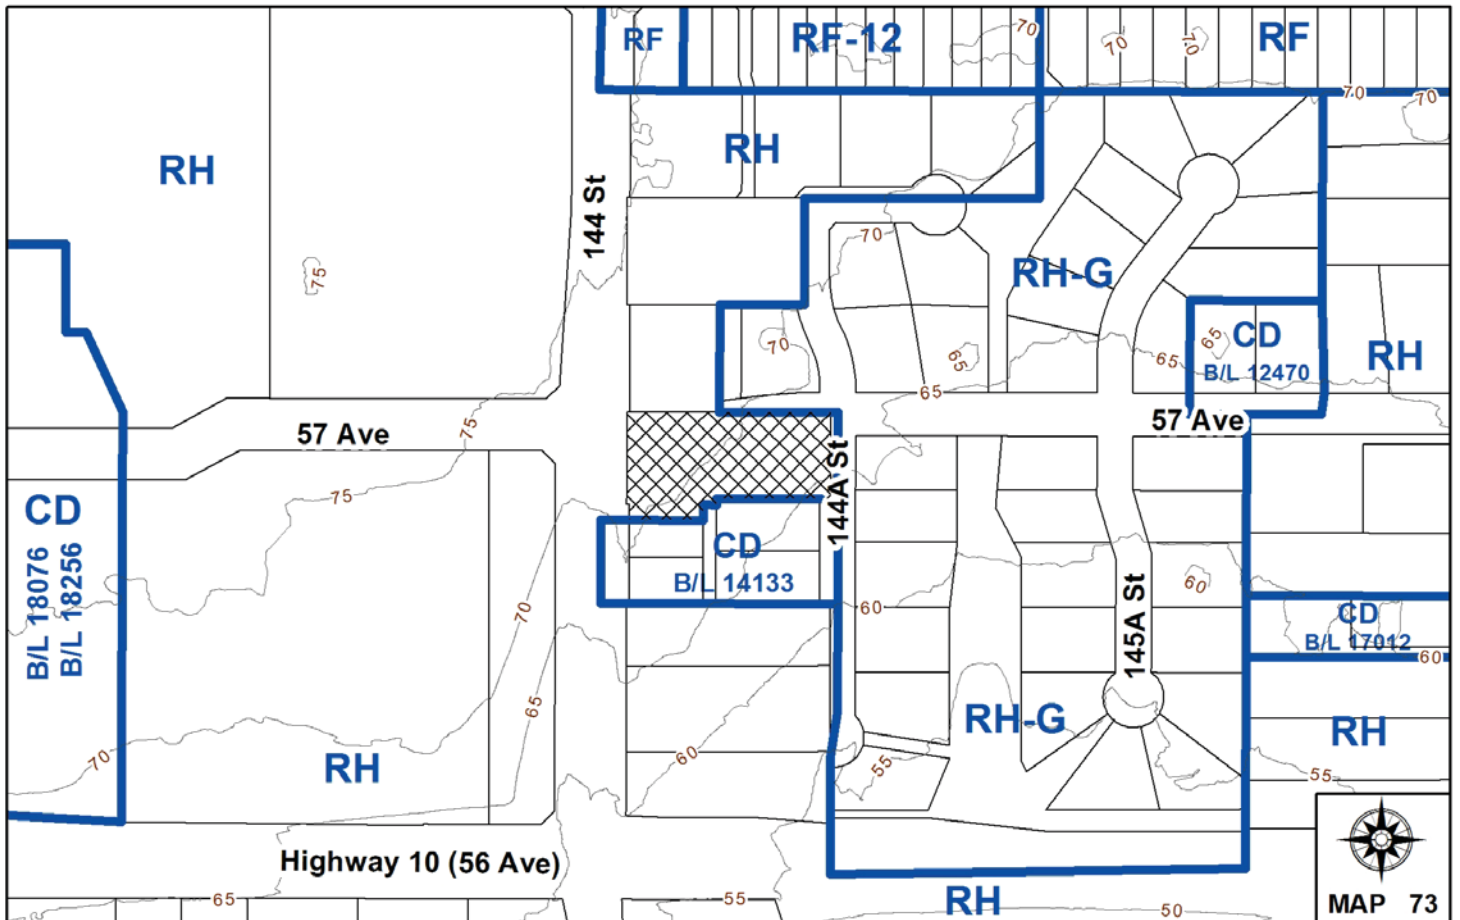 RF
RF-12
RF
70
70
70
70
70
RH
RH
144 St
75
70
RH-G
70
65
65
65
CD
B/L 12470
RH
65
57 Ave
75
57 Ave
144A St
75
CD
B/L 18076
B/L 18256
CD
B/L 14133
70
60
60
145A St
CD
B/L 17012
60
65
RH-G
RH
70
RH
60
55
55
Highway 10 (56 Ave)
65
55
RH
50
MAP 73